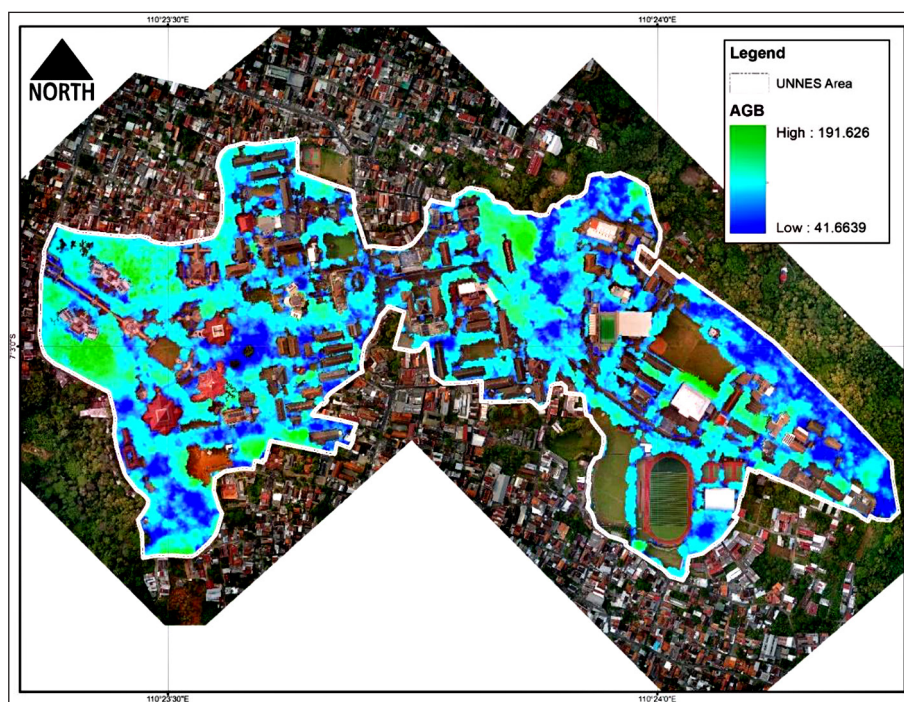 110°23'30"E
110°24'0"E
NORTH
Legend
UNNES Area
AGB
High : 191.626
Low : 41.6639
7°3'0"S
110°23'30"E
110°24'0"E